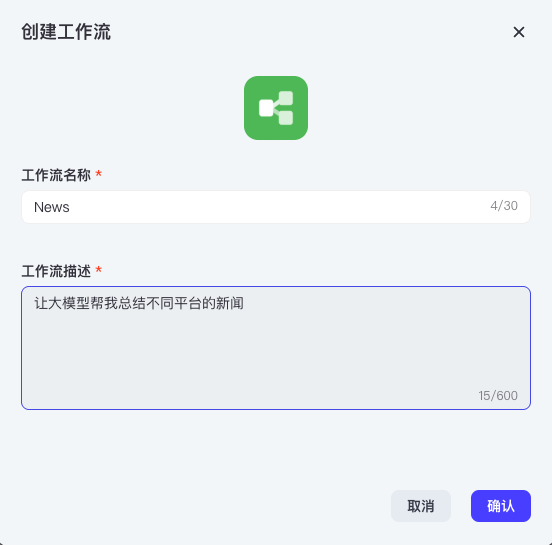 创建工作流
工作流名称 *
News
4/30
工作流描述 *
让大模型帮我总结不同平台的新闻
15/600
取消
确认